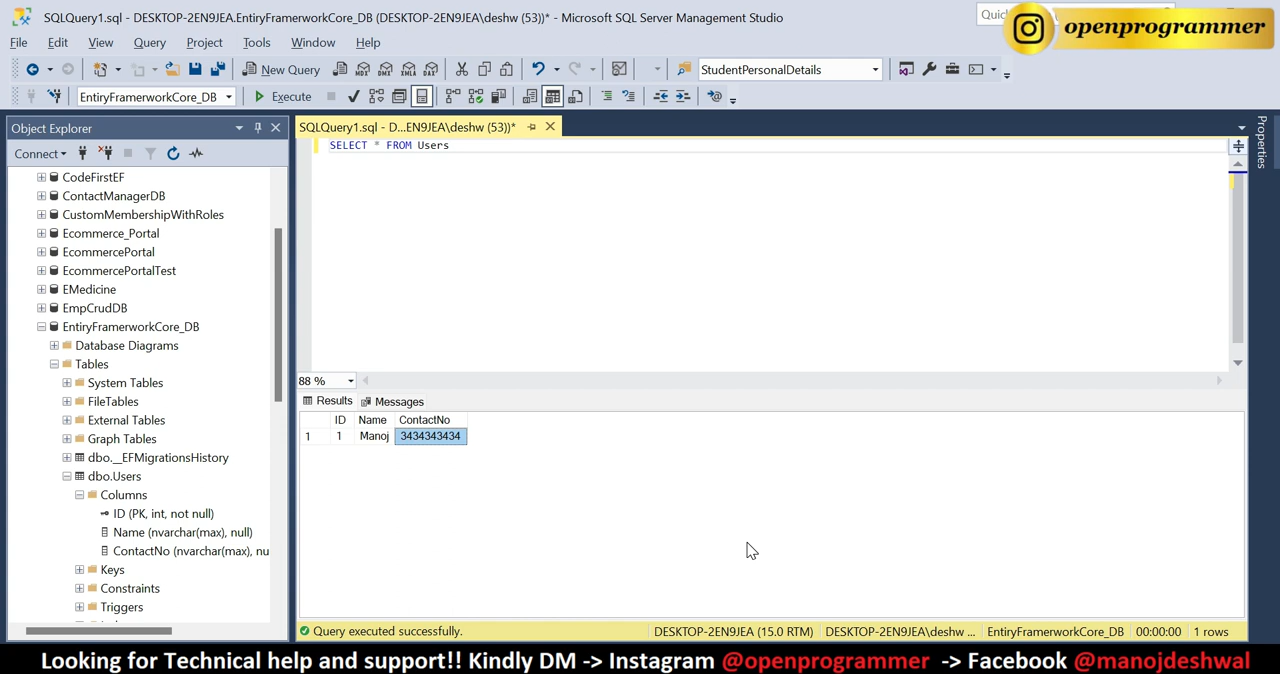 SQLQuery1.sql - DESKTOP-2EN9JEA.EntiryFramerworkCore_DB (DESKTOP-2EN9JEA\deshw (53))* - Microsoft SQL Server Management Studio
openprogrammer
File Edit View Query Project Tools Window Help
New Query
MDX DMX XMLA DAX
StudentPersonalDetails
EntiryFramerworkCore_DB
Execute
Object Explorer
SQLQuery1.sql - D...EN9JEA\deshw (53))*
Properties
Connect
SELECT * FROM Users
CodeFirstEF
ContactManagerDB
CustomMembershipWithRoles
Ecommerce_Portal
EcommercePortal
EcommercePortalTest
EMedicine
EmpCrudDB
EntiryFramerworkCore_DB
Database Diagrams
Tables
System Tables
FileTables
External Tables
Graph Tables
dbo.__EFMigrationsHistory
dbo.Users
Columns
ID (PK, int, not null)
Name (nvarchar(max), null)
ContactNo (nvarchar(max), nu
Keys
Constraints
Triggers
88 %
Results Messages
ID Name ContactNo
1 1 Manoj 3434343434
Query executed successfully.
DESKTOP-2EN9JEA (15.0 RTM) DESKTOP-2EN9JEA\deshw ... EntiryFramerworkCore_DB 00:00:00 1 rows
Looking for Technical help and support!! Kindly DM -> Instagram @openprogrammer -> Facebook @manojdeshwal